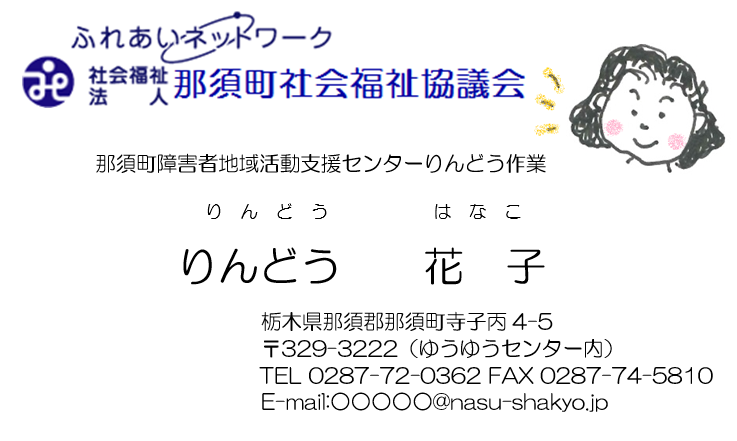 ふれあいネットワーク
社会福祉法人 那須町社会福祉協議会
那須町障害者地域活動支援センターりんどう作業
りんどう はなこ
りんどう 花 子
栃木県那須郡那須町寺子丙 4-5
〒329-3222（ゆうゆうセンター内）
TEL 0287-72-0362 FAX 0287-74-5810
E-mail:〇〇〇〇〇@nasu-shakyo.jp